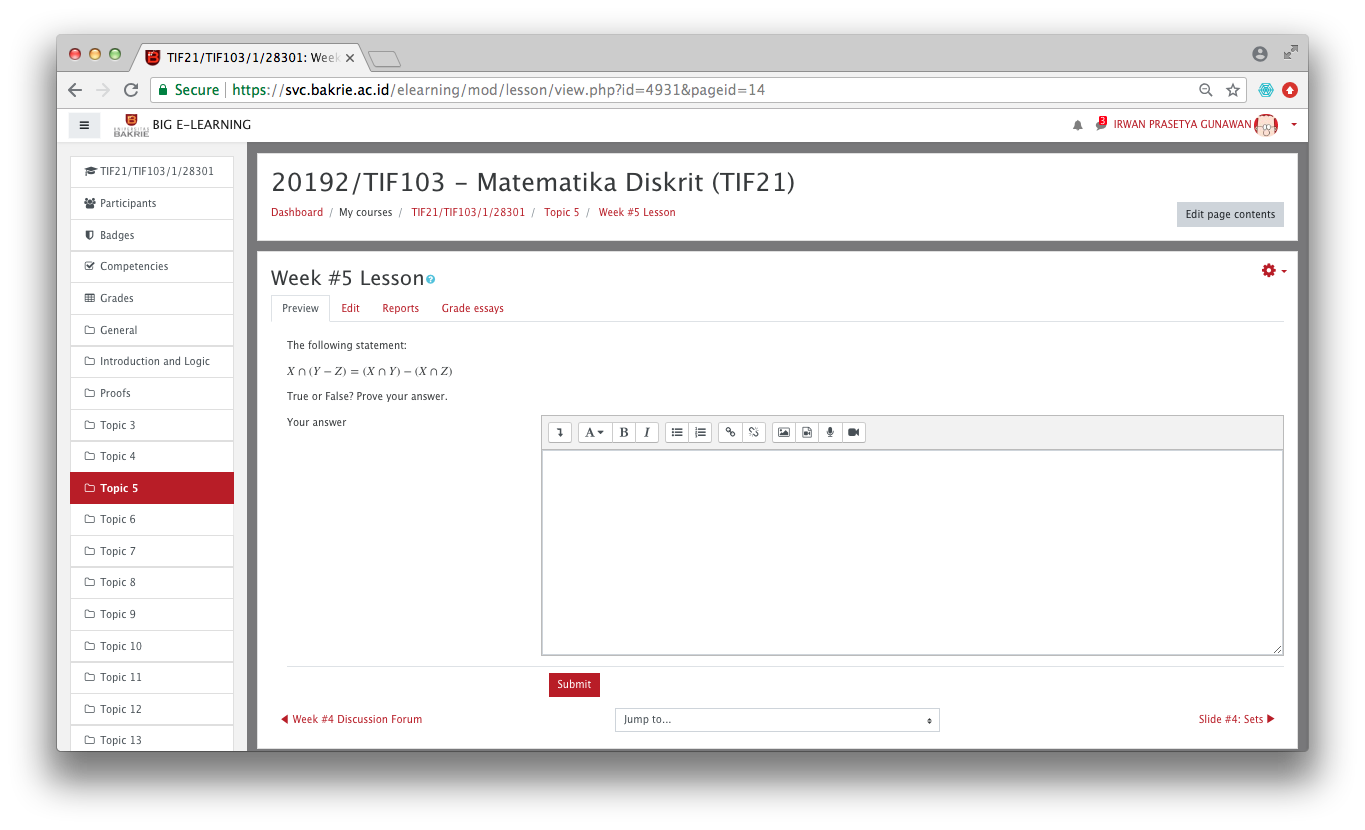 TIF21/TIF103/1/28301: Week
Secure https://svc.bakrie.ac.id/elearning/mod/lesson/view.php?id=4931&pageid=14
UNIVERSITAS
BAKRIE
BIG E-LEARNING
3
IRWAN PRASETYA GUNAWAN
TIF21/TIF103/1/28301
Participants
Badges
Competencies
Grades
General
Introduction and Logic
Proofs
Topic 3
Topic 4
Topic 5
Topic 6
Topic 7
Topic 8
Topic 9
Topic 10
Topic 11
Topic 12
Topic 13
20192/TIF103 – Matematika Diskrit (TIF21)
Dashboard / My courses / TIF21/TIF103/1/28301 / Topic 5 / Week #5 Lesson
Edit page contents
Week #5 Lesson
Preview Edit Reports Grade essays
The following statement:
X ∩ (Y − Z) = (X ∩ Y) − (X ∩ Z)
True or False? Prove your answer.
Your answer
A B I
Submit
Week #4 Discussion Forum
Jump to...
Slide #4: Sets